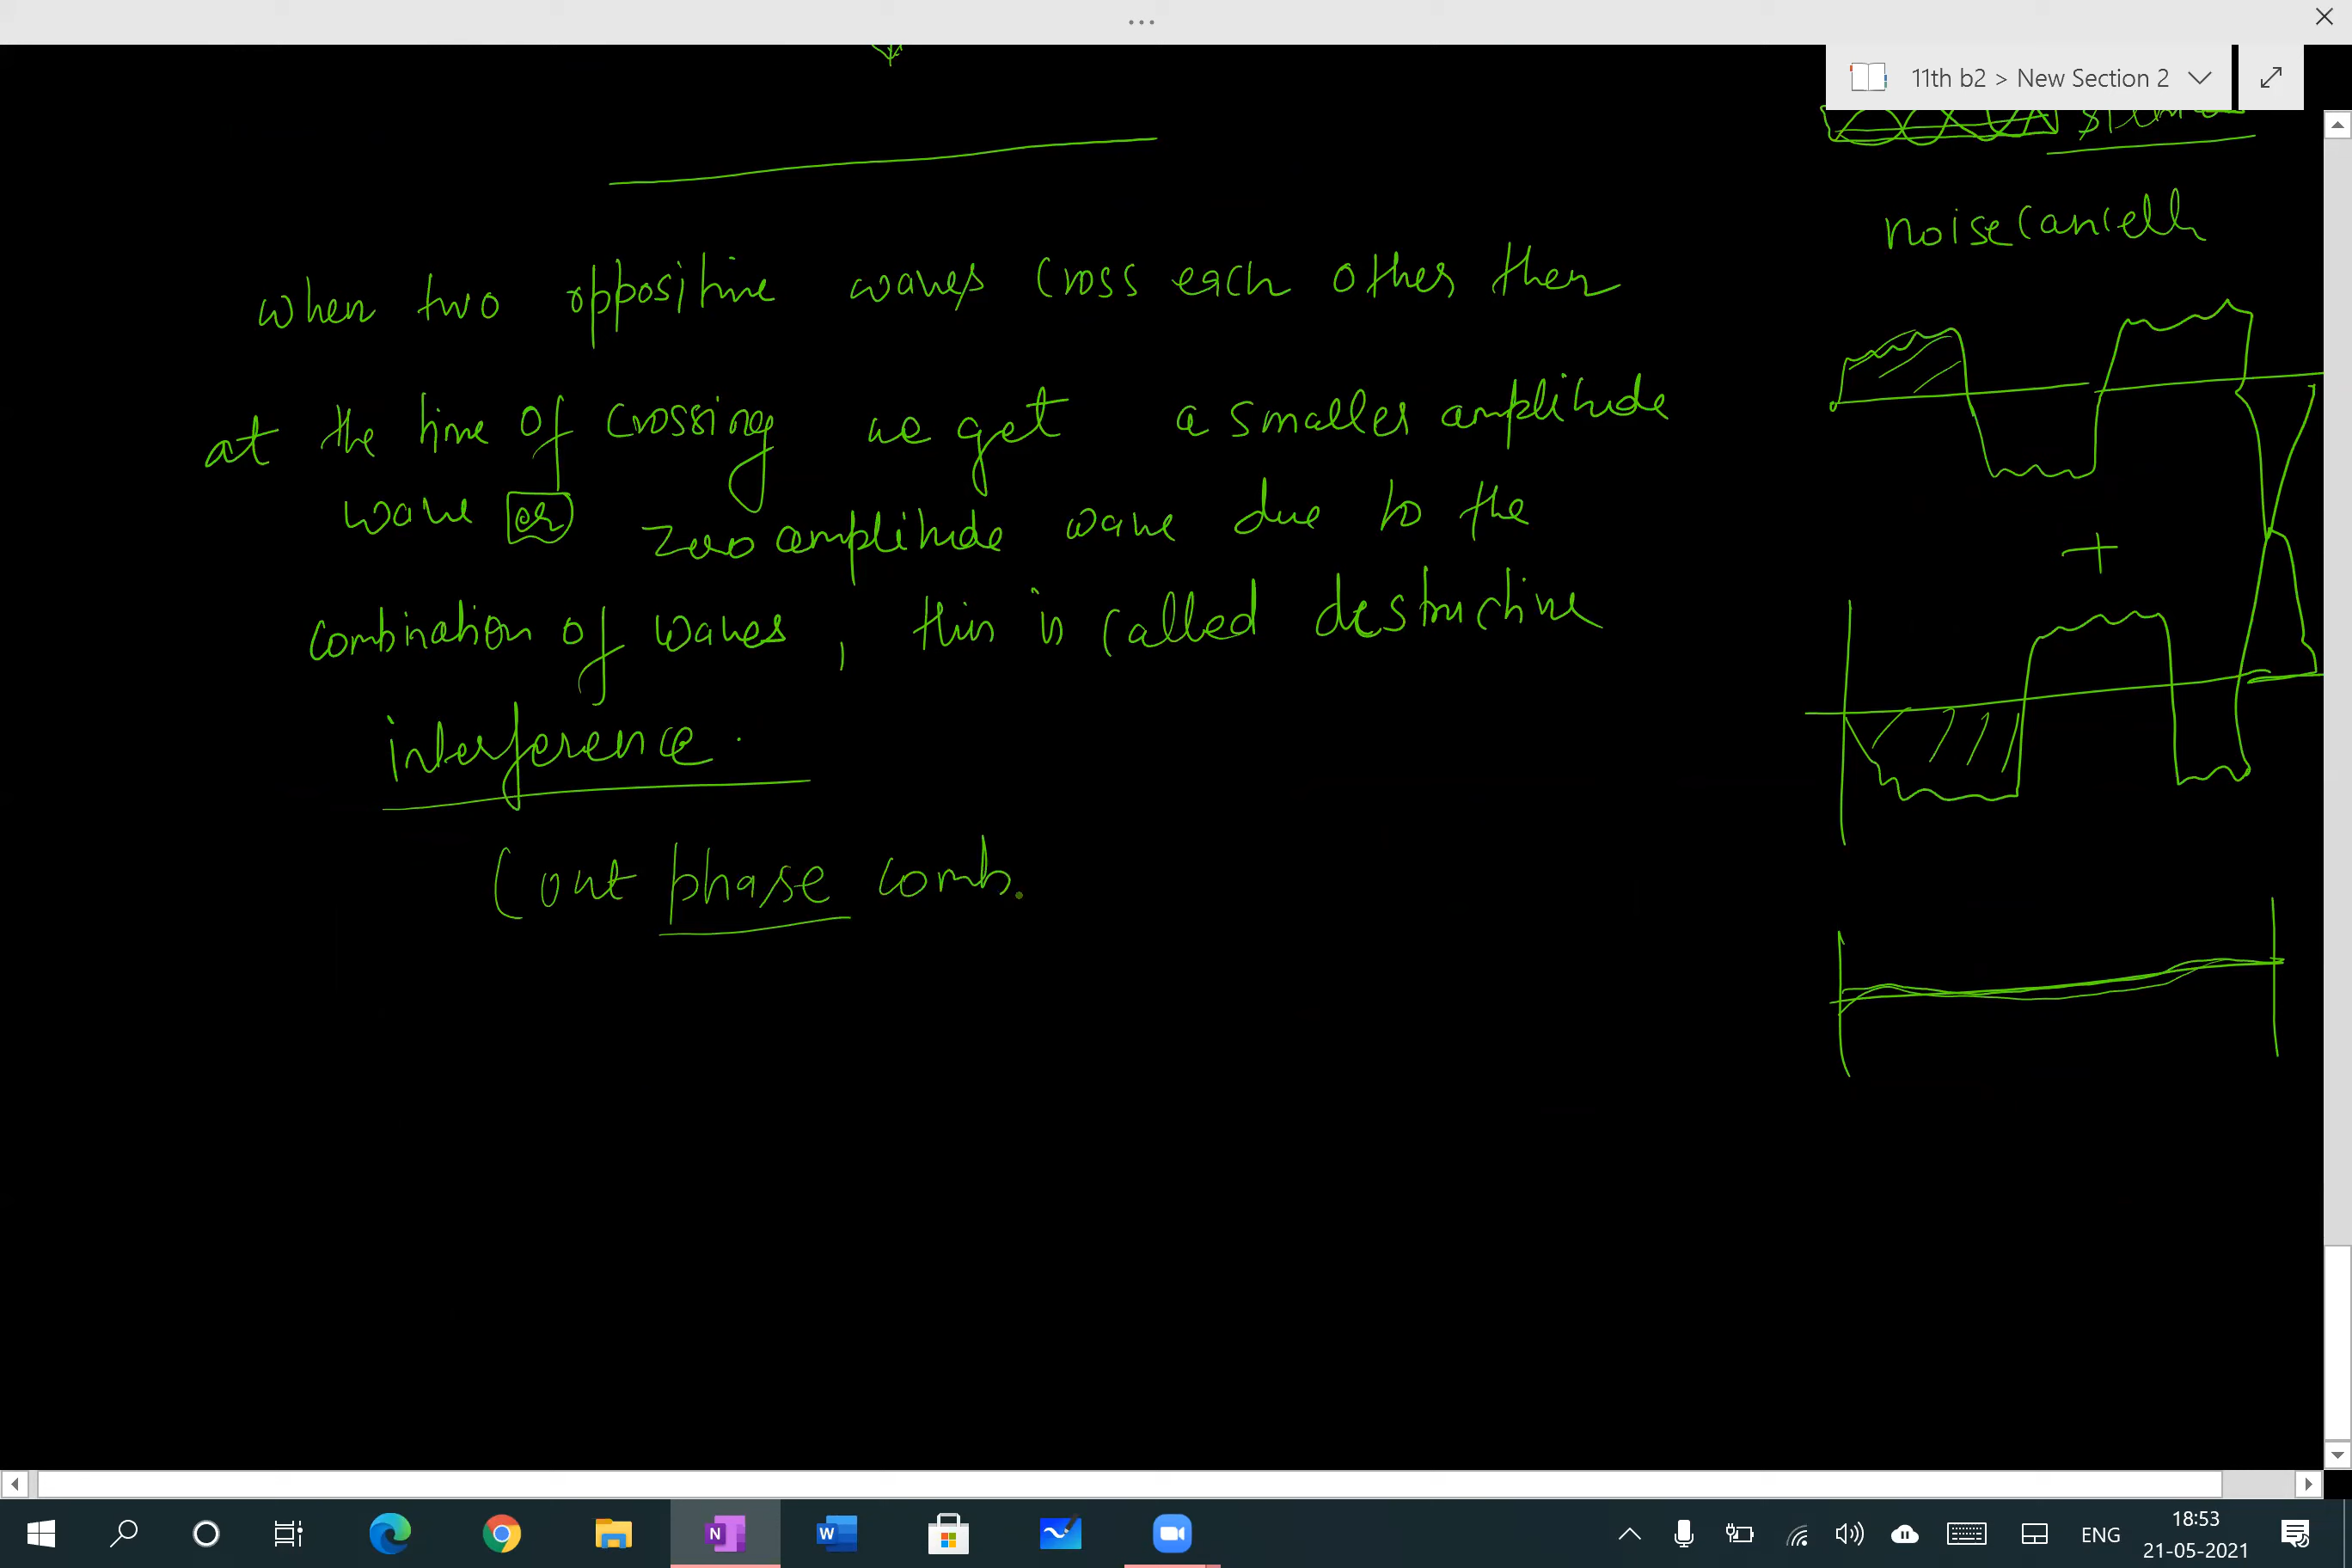 11th b2 > New Section 2
noise cancell
when two oppositive waves cross each other then
at the time of crossing we get a smaller amplitude
wave or zero amplitude wave due to the
combination of waves, this is called destructive
interference.
(out phase comb.
+
ENG
18:53
21-05-2021